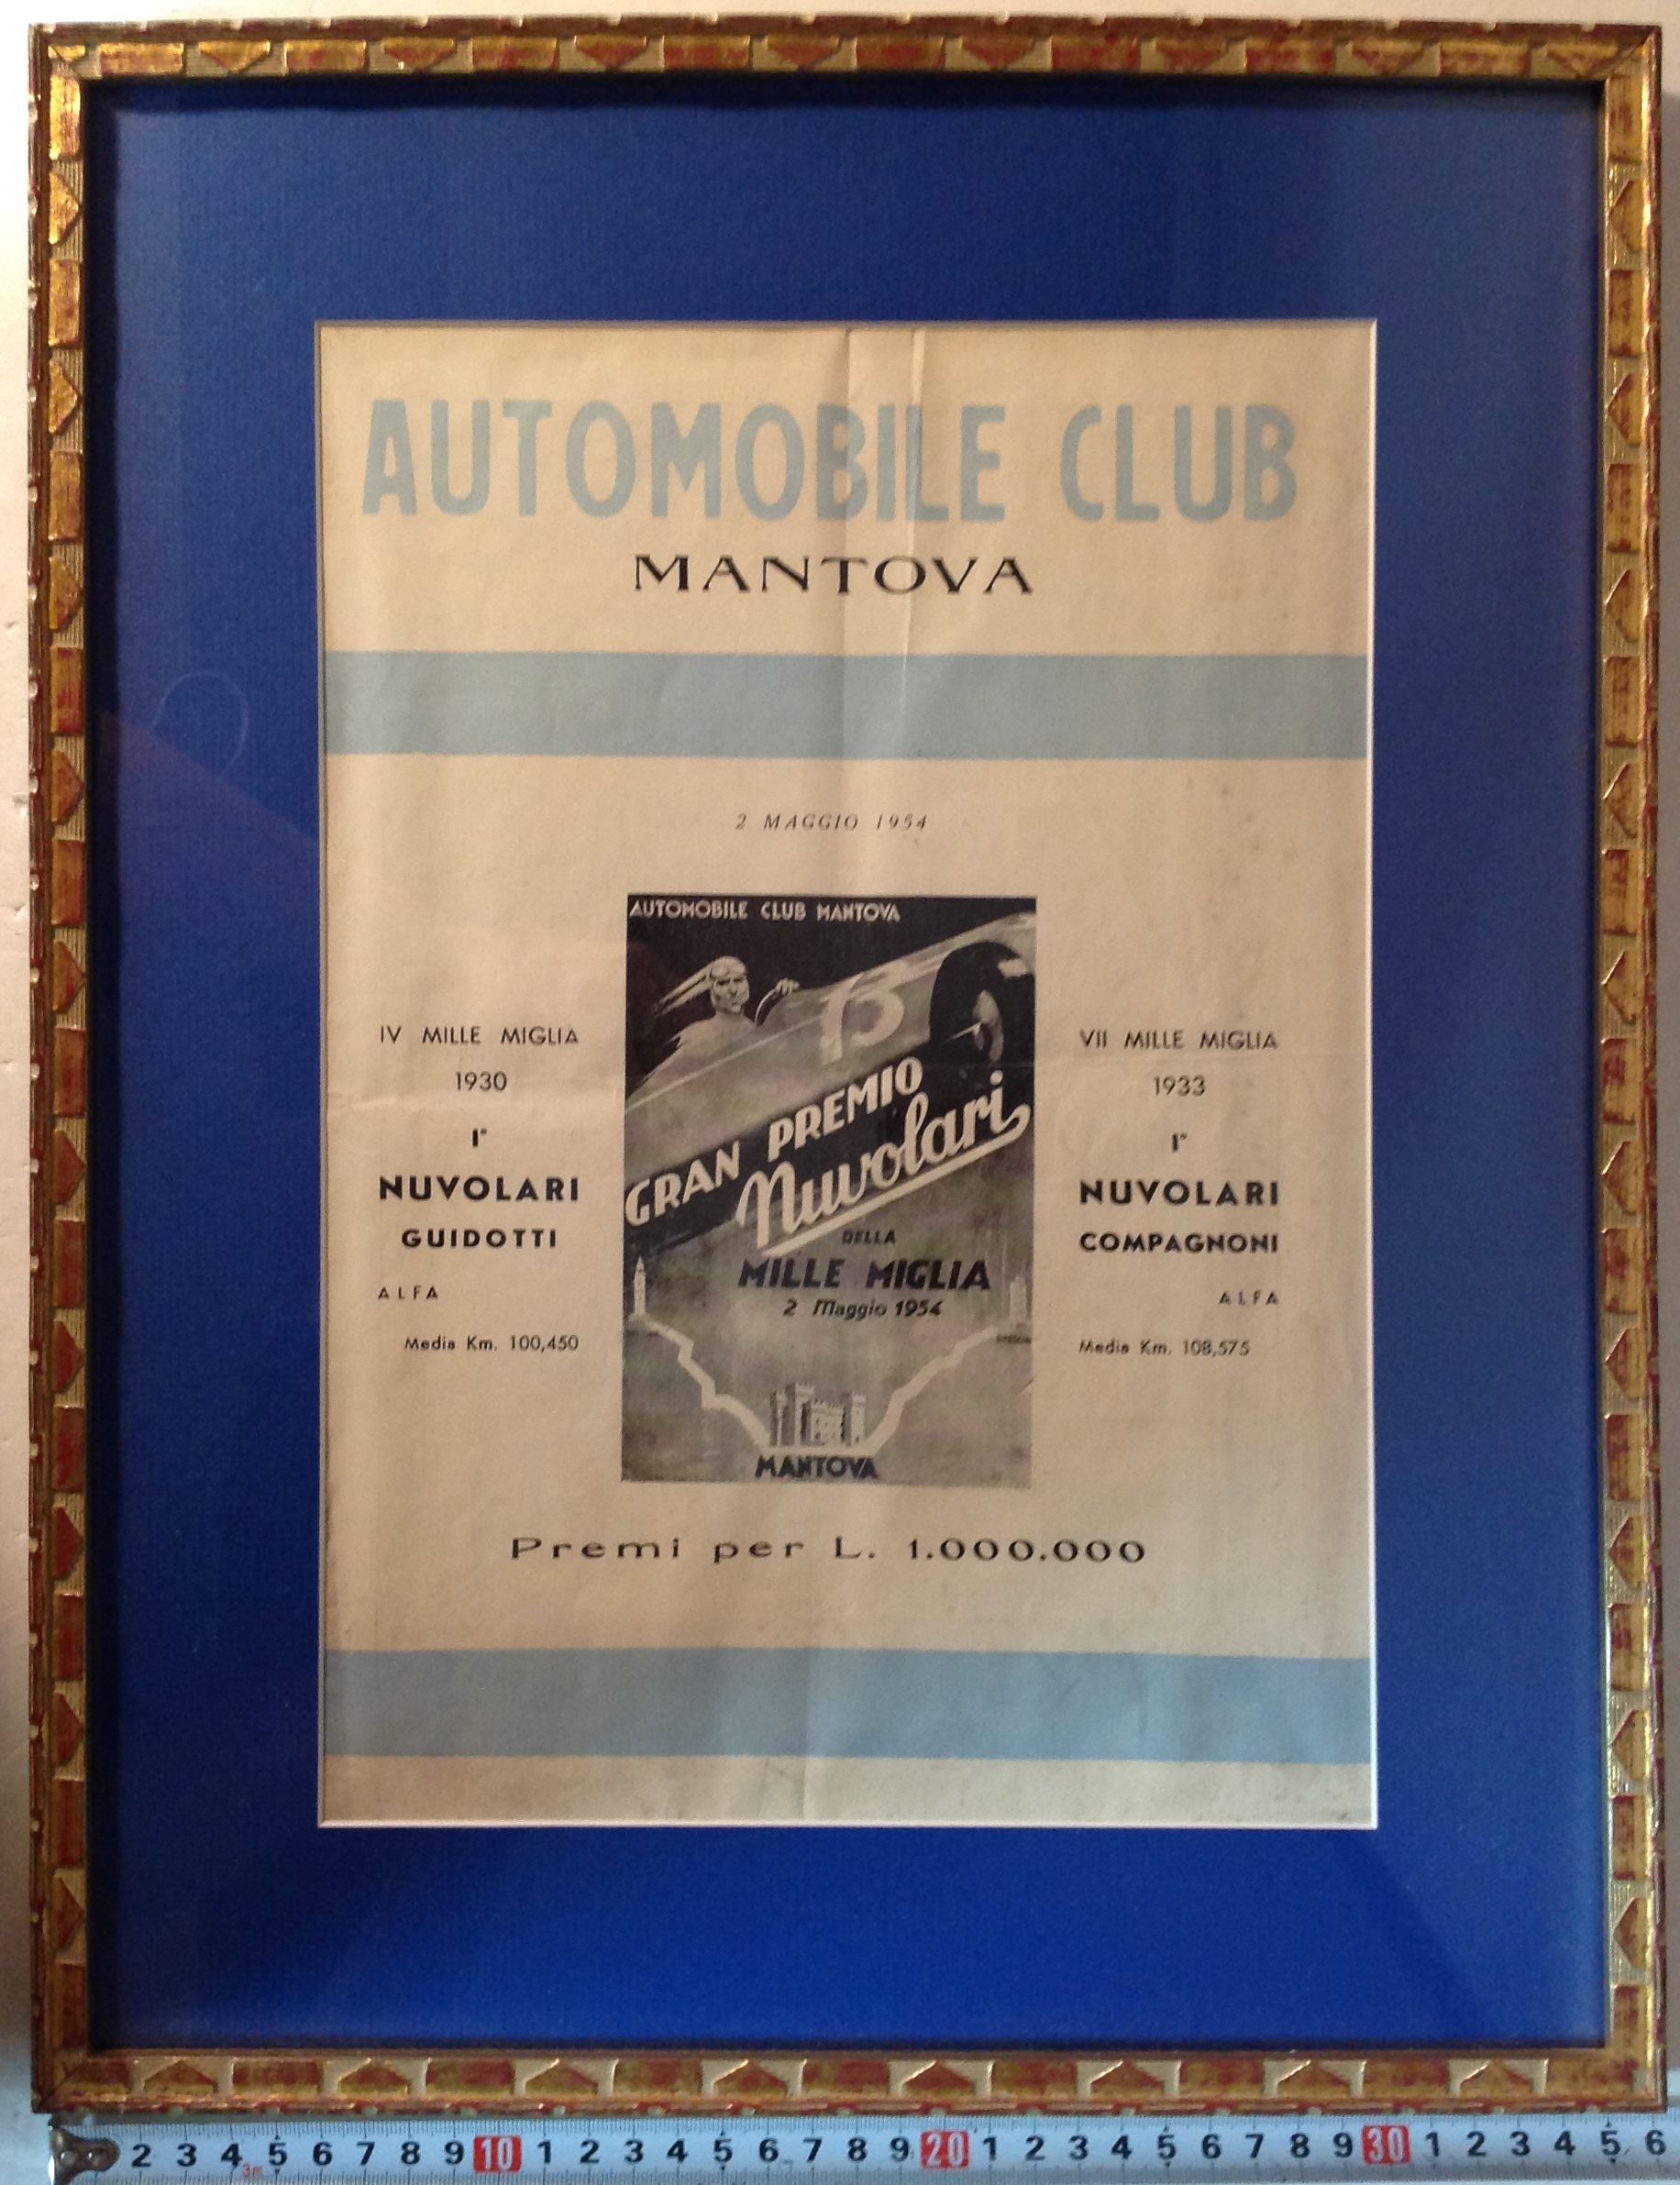 AUTOMOBILE CLUB
MANTOVA
2 MAGGIO 1954
IV MILLE MIGLIA
1930
I°
NUVOLARI
GUIDOTTI
ALFA
Media Km. 100,450
AUTOMOBILE CLUB MANTOVA
GRAN PREMIO
Nuvolari
DELLA
MILLE MIGLIA
2 Maggio 1954
MANTOVA
VII MILLE MIGLIA
1933
I°
NUVOLARI
COMPAGNONI
ALFA
Media Km. 108,575
Premi per L. 1.000.000
2 3 4 5 6 7 8 9 10 1 2 3 4 5 6 7 8 9 20 1 2 3 4 5 6 7 8 9 30 1 2 3 4 5 6
3m